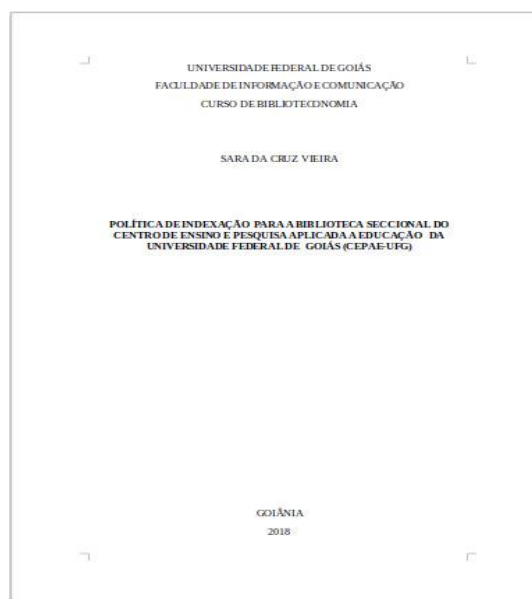 UNIVERSIDADE FEDERAL DE GOIÁS
FACULDADE DE INFORMAÇÃO E COMUNICAÇÃO
CURSO DE BIBLIOTECONOMIA
SARA DA CRUZ VIEIRA
POLÍTICA DE INDEXAÇÃO PARA A BIBLIOTECA SECCIONAL DO
CENTRO DE ENSINO E PESQUISA APLICADA A EDUCAÇÃO DA
UNIVERSIDADE FEDERAL DE GOIÁS (CEPAE-UFG)
GOIÂNIA
2018